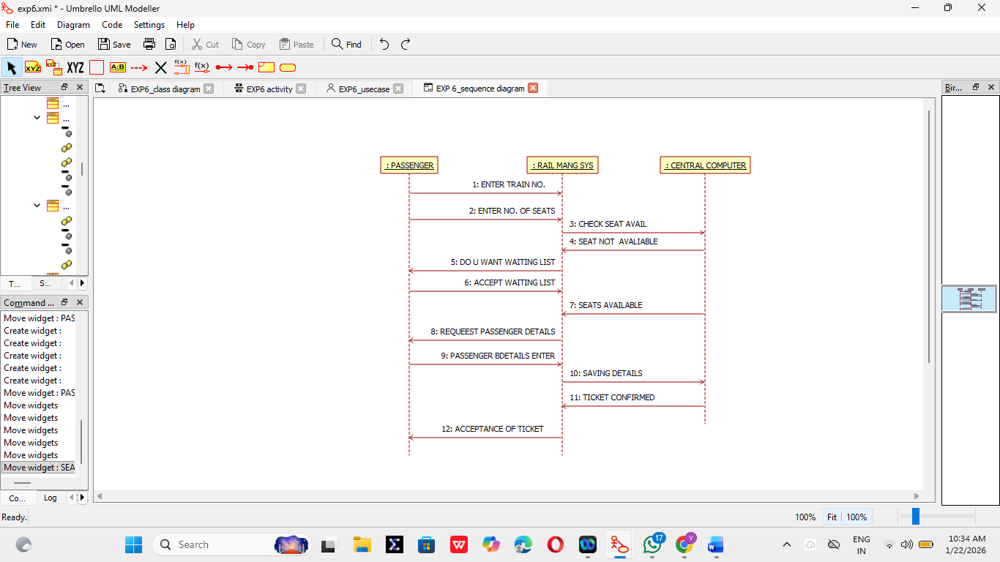 exp6.xmi * - Umbrello UML Modeller
File Edit Diagram Code Settings Help
New Open Save Cut Copy Paste Find
XYZ XYZ XYZ A:B f(x) f(x)
Tree View
EXP6_class diagram EXP6 activity EXP6_usecase EXP 6_sequence diagram
Bir...
ABC ...
ABC ...
ABC ...
T... S...
Command ...
Move widget : PAS
Create widget :
Create widget :
Create widget :
Create widget :
Create widget :
Move widget : PAS
Move widgets
Move widgets
Move widgets
Move widgets
Move widgets
Move widget : SEA
Co... Log
: PASSENGER : RAIL MANG SYS : CENTRAL COMPUTER
1: ENTER TRAIN NO.
2: ENTER NO. OF SEATS
3: CHECK SEAT AVAIL
4: SEAT NOT AVALIABLE
5: DO U WANT WAITING LIST
6: ACCEPT WAITING LIST
7: SEATS AVAILABLE
8: REQUEEST PASSENGER DETAILS
9: PASSENGER BDETAILS ENTER
10: SAVING DETAILS
11: TICKET CONFIRMED
12: ACCEPTANCE OF TICKET
Ready. 100% Fit 100%
Search
17
V
ENG
IN
10:34 AM
1/22/2026